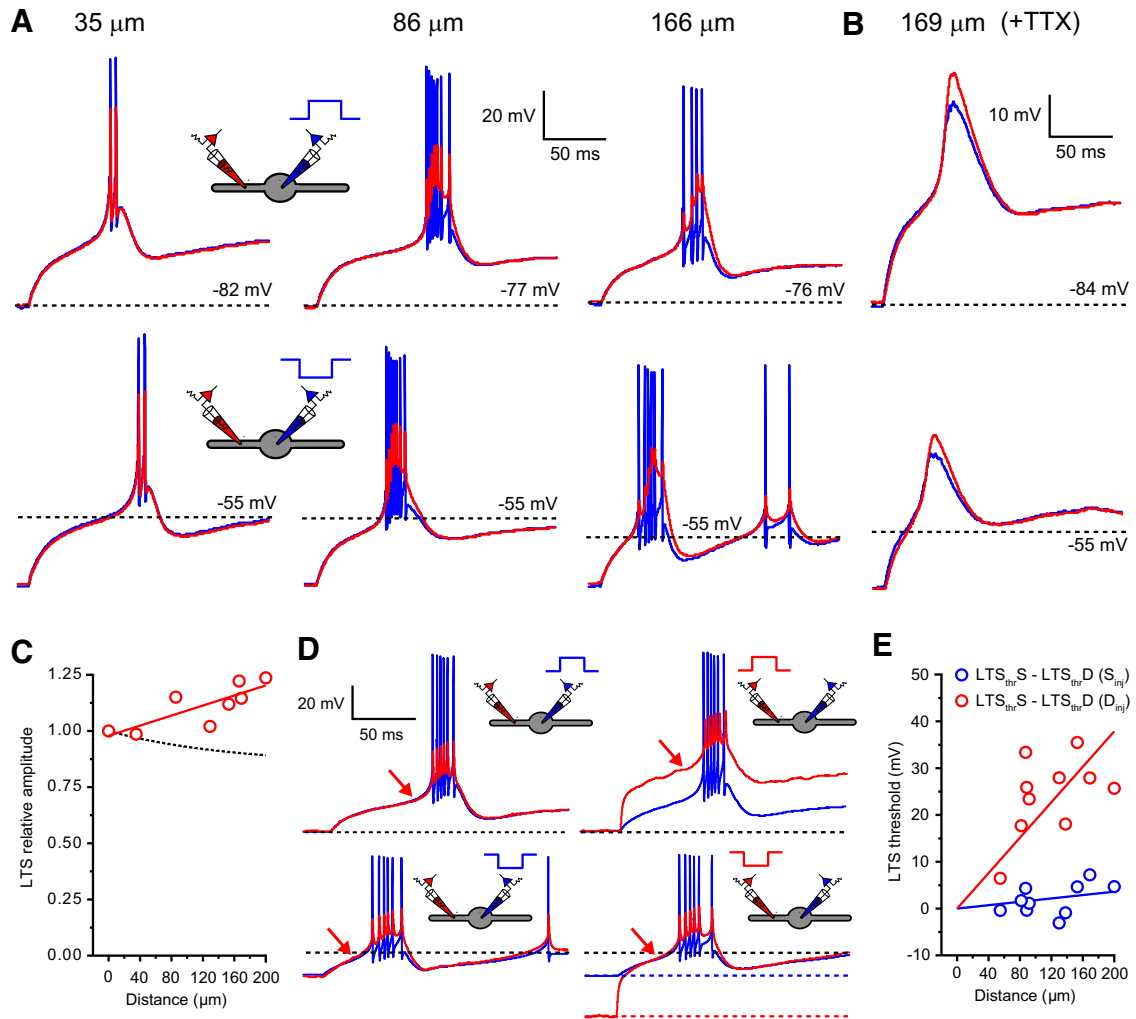 A
35 μm
86 μm
166 μm
B
169 μm (+TTX)
20 mV
50 ms
10 mV
50 ms
-82 mV
-77 mV
-76 mV
-84 mV
-55 mV
-55 mV
-55 mV
-55 mV
C
LTS relative amplitude
1.25
1.00
0.75
0.50
0.25
0.00
0
40
80
120
160
200
Distance (μm)
D
20 mV
50 ms
E
LTSthrS - LTSthrD (Sinj)
LTSthrS - LTSthrD (Dinj)
LTS threshold (mV)
50
40
30
20
10
0
-10
0
40
80
120
160
200
Distance (μm)